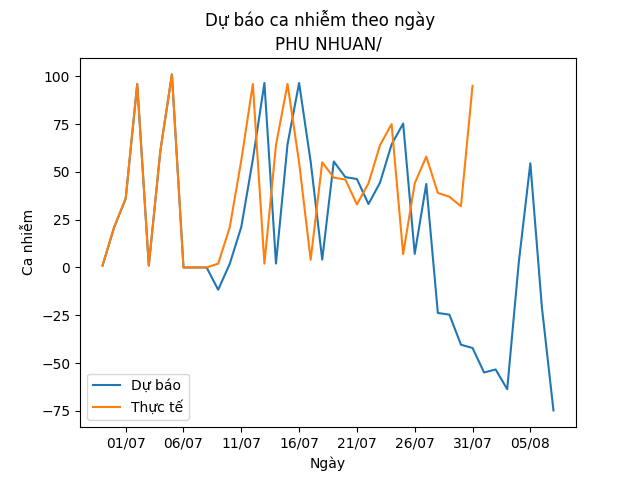 Dự báo ca nhiễm theo ngày
PHU NHUAN/
Ca nhiễm
100
75
50
25
0
−25
−50
−75
Dự báo
Thực tế
01/07 06/07 11/07 16/07 21/07 26/07 31/07 05/08
Ngày